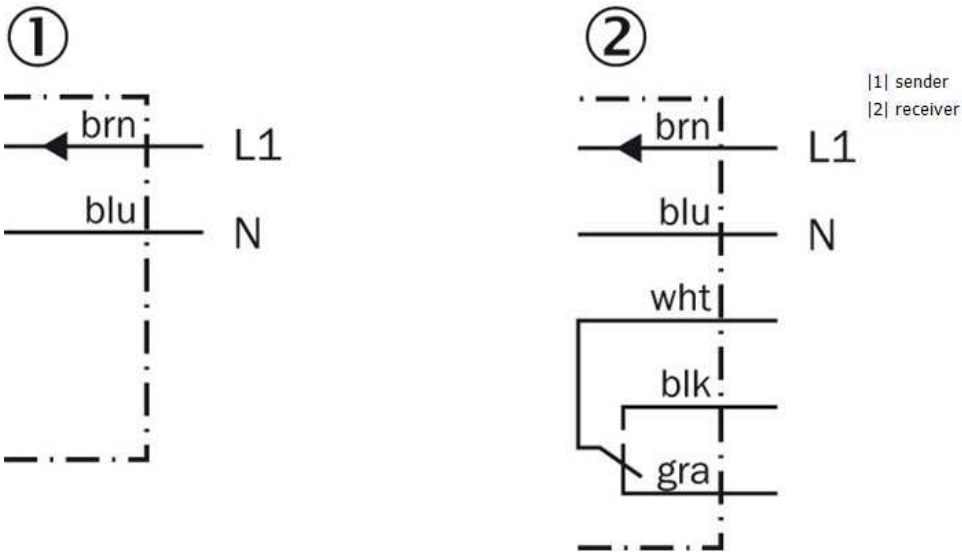 ①
brn L1
blu N
②
brn L1
blu N
wht
blk
gra
|1| sender
|2| receiver